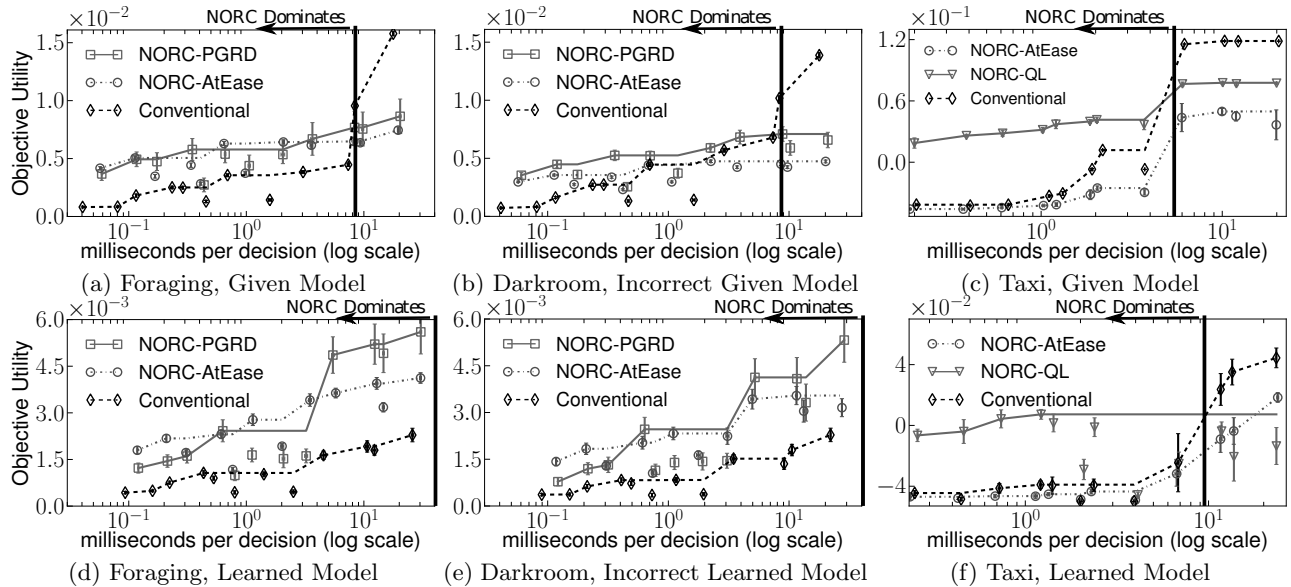 ×10⁻² NORC Dominates
1.5
1.0
0.5
0.0
Objective Utility
NORC-PGRD
NORC-AtEase
Conventional
10⁻¹ 10⁰ 10¹
milliseconds per decision (log scale)
(a) Foraging, Given Model
×10⁻² NORC Dominates
1.5
1.0
0.5
0.0
NORC-PGRD
NORC-AtEase
Conventional
10⁻¹ 10⁰ 10¹
milliseconds per decision (log scale)
(b) Darkroom, Incorrect Given Model
×10⁻¹ NORC Dominates
1.2
0.6
0.0
NORC-AtEase
NORC-QL
Conventional
10⁰ 10¹
milliseconds per decision (log scale)
(c) Taxi, Given Model
×10⁻³ NORC Dominates
6.0
4.5
3.0
1.5
0.0
Objective Utility
NORC-PGRD
NORC-AtEase
Conventional
10⁻¹ 10⁰ 10¹
milliseconds per decision (log scale)
(d) Foraging, Learned Model
×10⁻³ NORC Dominates
6.0
4.5
3.0
1.5
0.0
NORC-PGRD
NORC-AtEase
Conventional
10⁻¹ 10⁰ 10¹
milliseconds per decision (log scale)
(e) Darkroom, Incorrect Learned Model
×10⁻² NORC Dominates
4
0
−4
NORC-AtEase
NORC-QL
Conventional
10⁰ 10¹
milliseconds per decision (log scale)
(f) Taxi, Learned Model